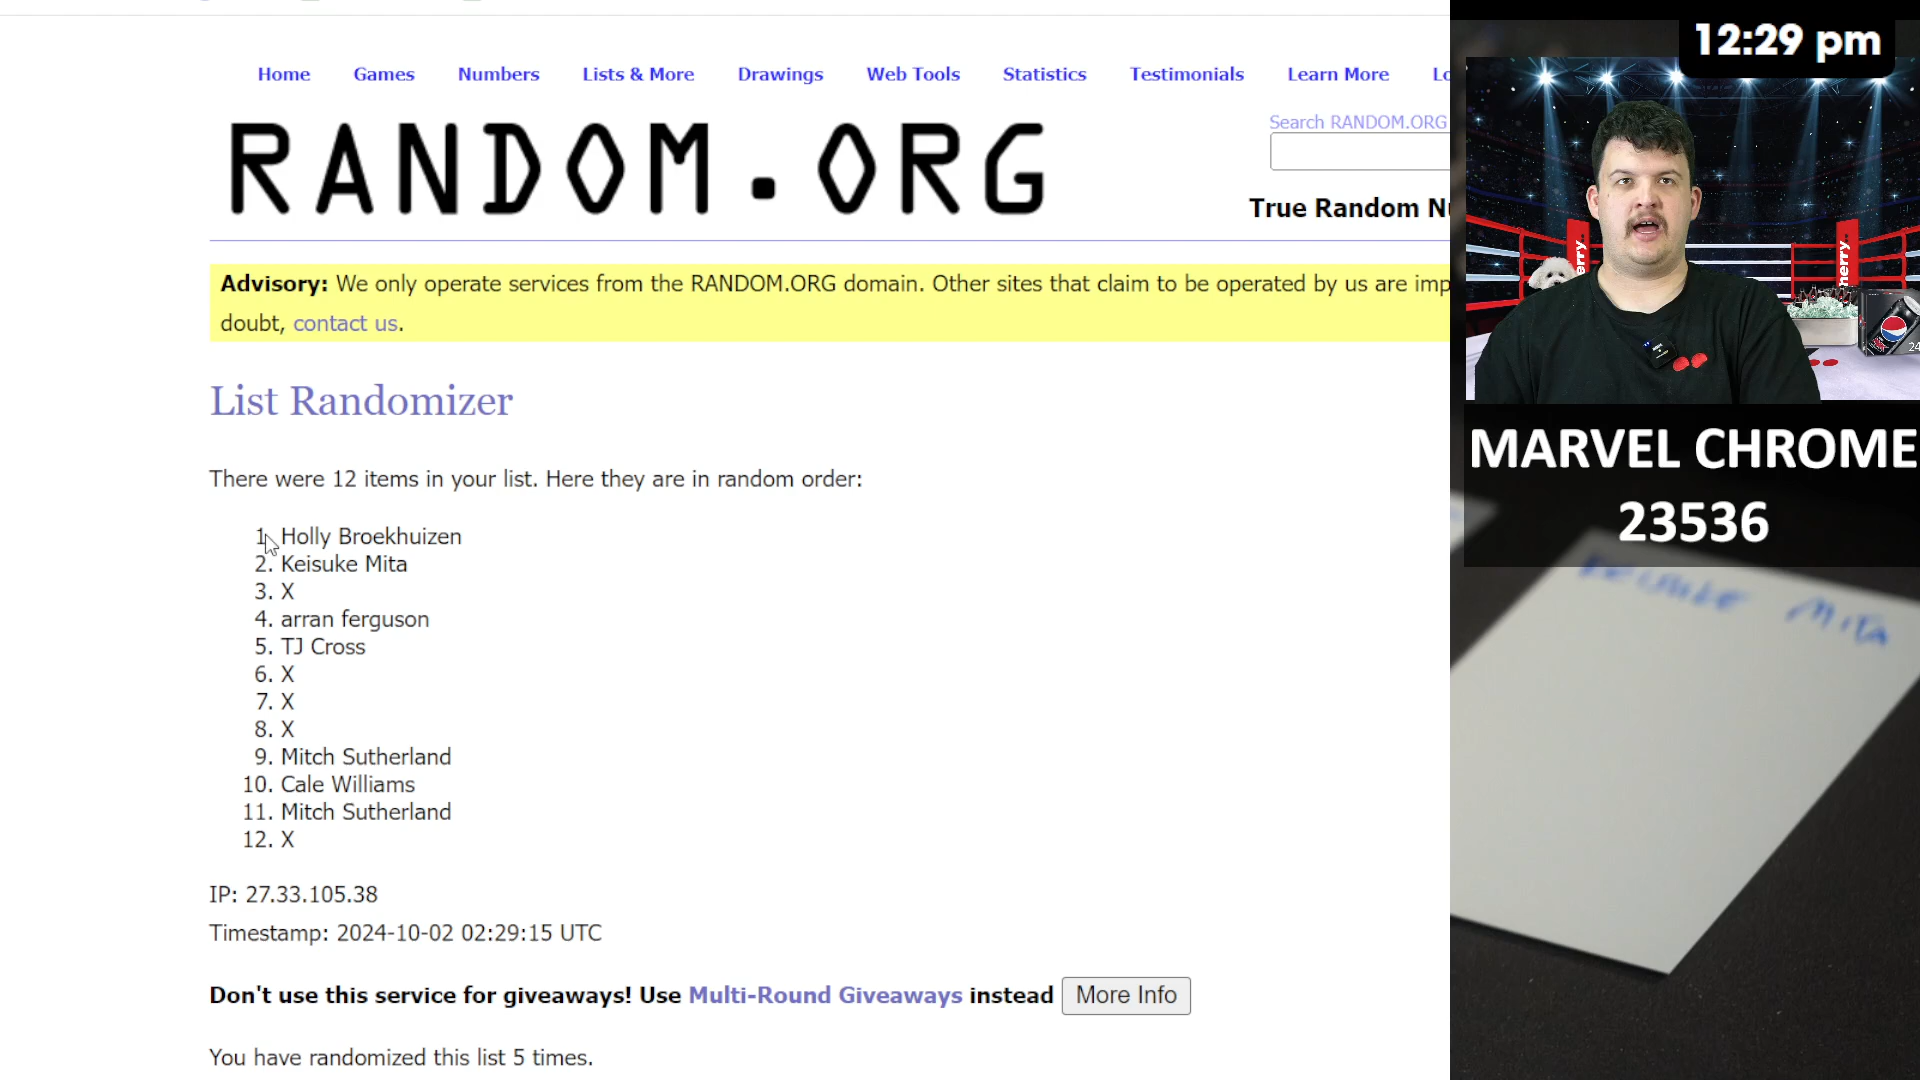 12:29 pm
Home Games Numbers Lists & More Drawings Web Tools Statistics Testimonials Learn More
RANDOM.ORG
Search RANDOM.ORG
True Random
Advisory: We only operate services from the RANDOM.ORG domain. Other sites that claim to be operated by us are
doubt, contact us.
List Randomizer
There were 12 items in your list. Here they are in random order:
1. Holly Broekhuizen
2. Keisuke Mita
3. X
4. arran ferguson
5. TJ Cross
6. X
7. X
8. X
9. Mitch Sutherland
10. Cale Williams
11. Mitch Sutherland
12. X
IP: 27.33.105.38
Timestamp: 2024-10-02 02:29:15 UTC
Don't use this service for giveaways! Use Multi-Round Giveaways instead More Info
You have randomized this list 5 times.
MARVEL CHROME
23536
KEISUKE MITA
24